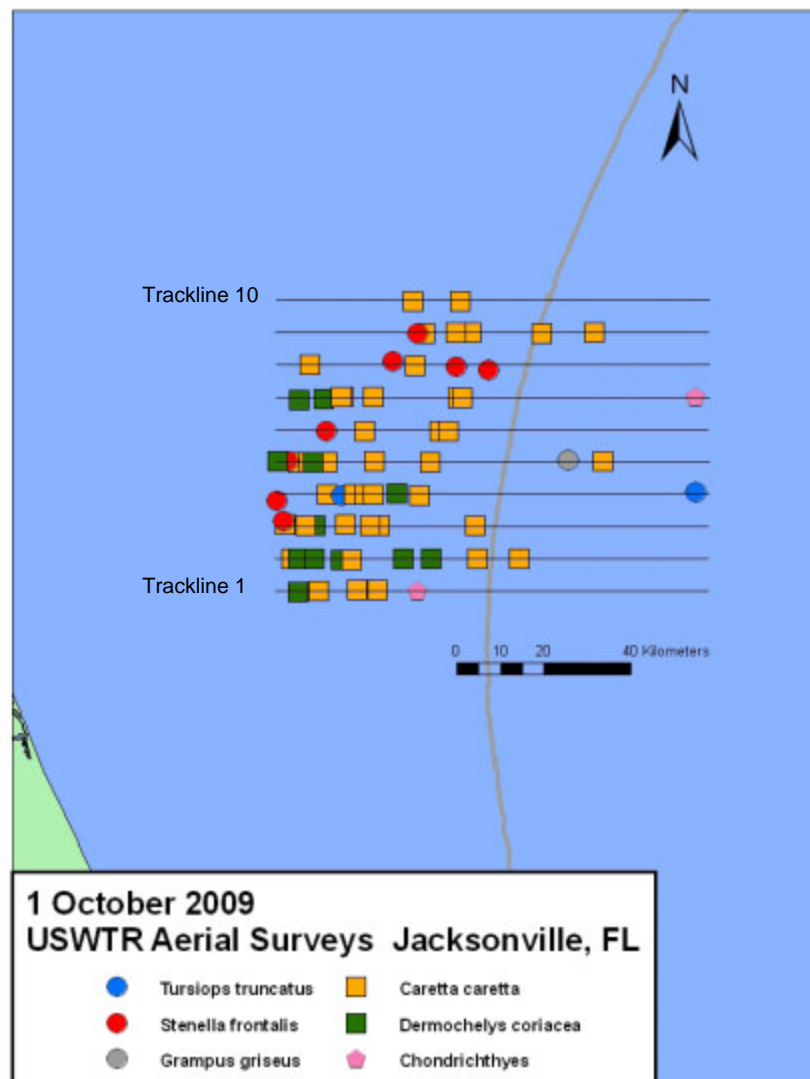 N
Trackline 10
Trackline 1
0 10 20 40 Kilometers
1 October 2009
USWTR Aerial Surveys Jacksonville, FL
Tursiops truncatus Caretta caretta
Stenella frontalis Dermochelys coriacea
Grampus griseus Chondrichthyes